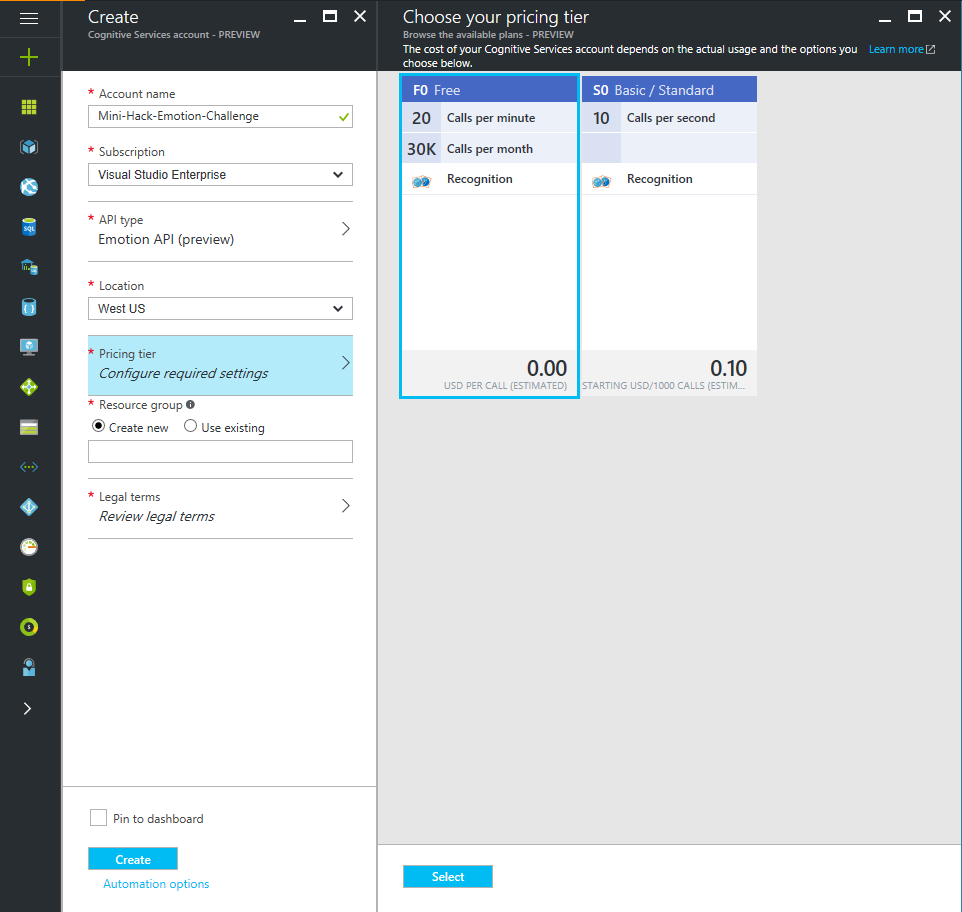 Create
Cognitive Services account - PREVIEW
* Account name
Mini-Hack-Emotion-Challenge
* Subscription
Visual Studio Enterprise
* API type
Emotion API (preview)
* Location
West US
* Pricing tier
Configure required settings
* Resource group
Create new Use existing
* Legal terms
Review legal terms
Pin to dashboard
Create
Automation options
Choose your pricing tier
Browse the available plans - PREVIEW
The cost of your Cognitive Services account depends on the actual usage and the options you
choose below.
Learn more
F0 Free
20 Calls per minute
30K Calls per month
Recognition
0.00
USD PER CALL (ESTIMATED)
S0 Basic / Standard
10 Calls per second
Recognition
0.10
STARTING USD/1000 CALLS (ESTIM...
Select